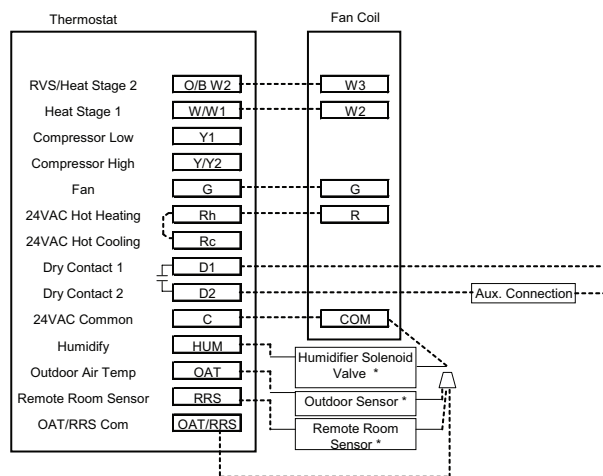 Thermostat Fan Coil
RVS/Heat Stage 2 O/B W2 W3
Heat Stage 1 W/W1 W2
Compressor Low Y1
Compressor High Y/Y2
Fan G G
24VAC Hot Heating Rh R
24VAC Hot Cooling Rc
Dry Contact 1 D1
Dry Contact 2 D2 Aux. Connection
24VAC Common C COM
Humidify HUM Humidifier Solenoid
Valve *
Outdoor Air Temp OAT
Remote Room Sensor RRS Outdoor Sensor *
OAT/RRS Com OAT/RRS Remote Room
Sensor *